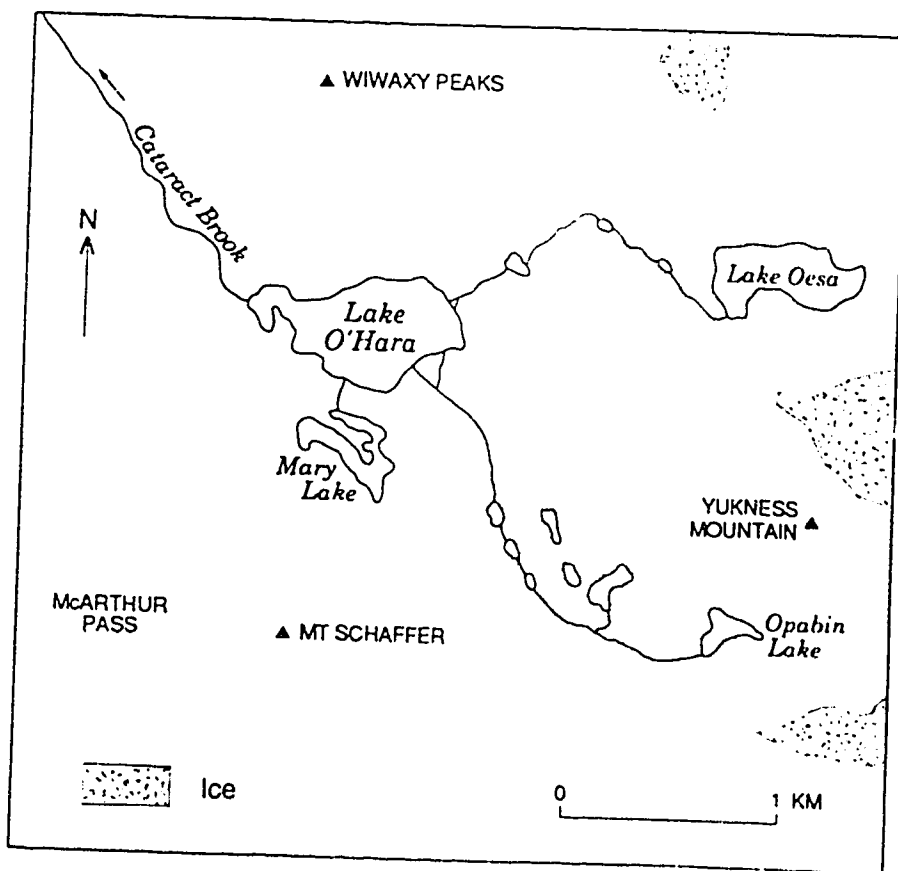 ▲ WIWAXY PEAKS
Cataract Brook
N
Lake Oesa
Lake
O'Hara
Mary
Lake
YUKNESS
MOUNTAIN ▲
McARTHUR
PASS
▲ MT SCHAFFER
Opabin
Lake
Ice
0 1 KM